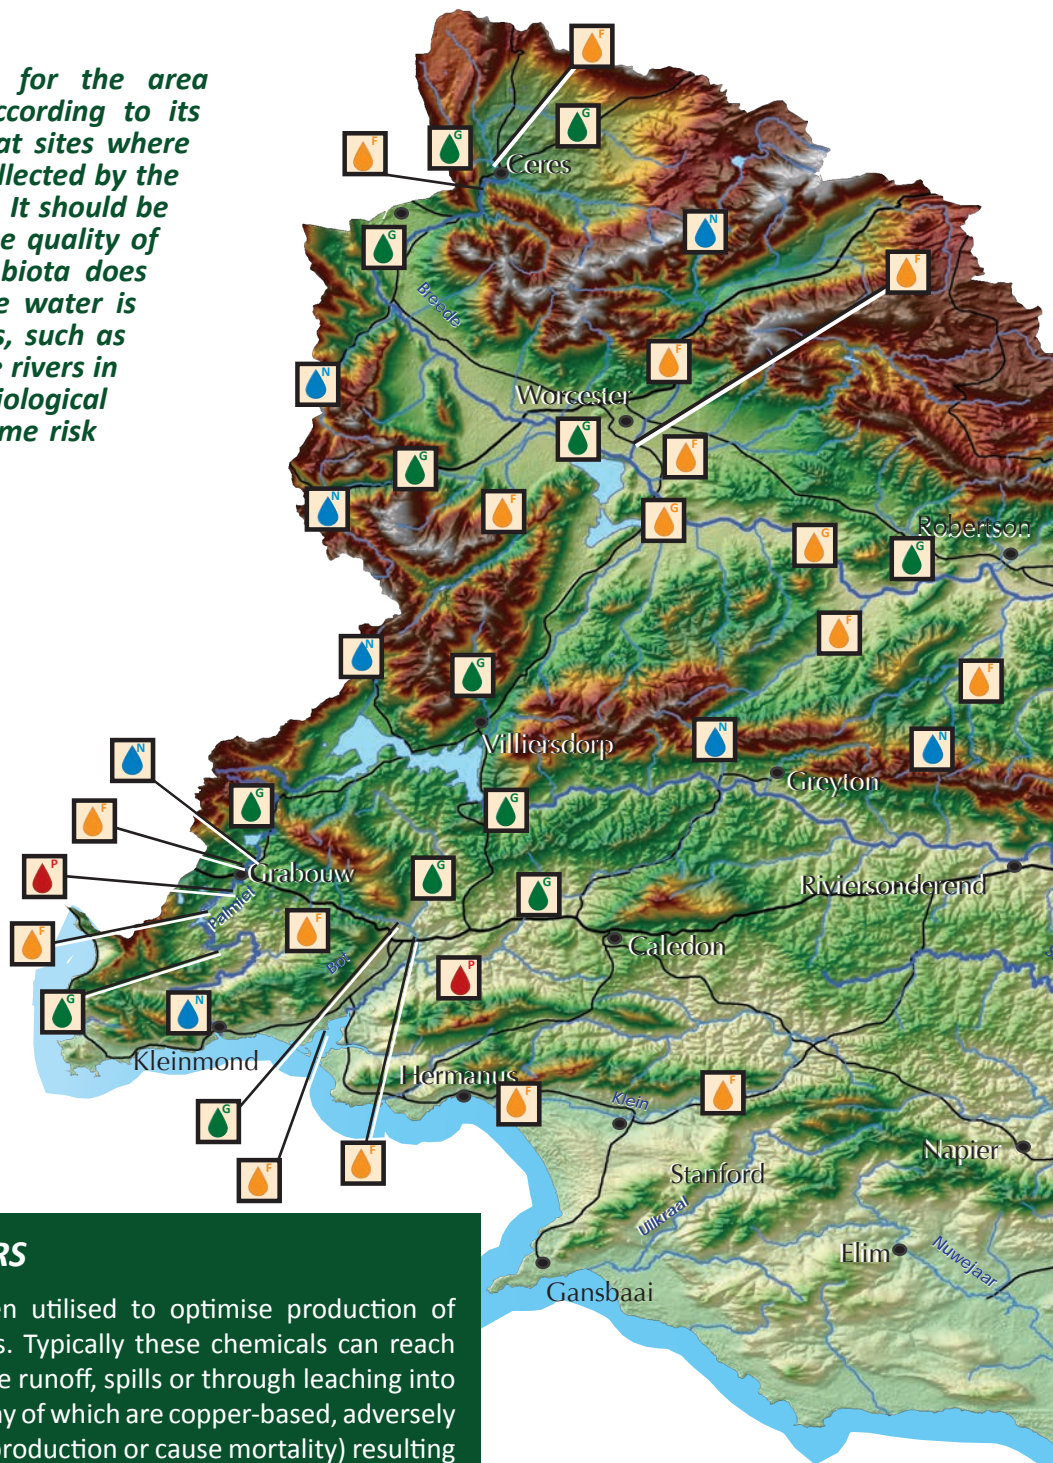 for the area
ccording to its
at sites where
llected by the
It should be
e quality of
biota does
e water is
s, such as
e rivers in
iological
me risk
F
G
G
F
Ceres
G
N
F
Breede
N
F
Worcester
G
F
G
N
F
G
G
G
Robertson
F
N
G
F
Villiersdorp
N
N
N
Greyton
G
G
F
Grabouw
P
G
G
Riviersonderend
Palmiet
F
F
Caledon
Bot
P
G
N
Kleinmond
Hermanus
F
F
Klein
G
Napier
F
F
Stanford
Uilkraal
Elim
Nuwejaar
Gansbaai
RS
en utilised to optimise production of
s. Typically these chemicals can reach
e runoff, spills or through leaching into
ny of which are copper-based, adversely
production or cause mortality) resulting